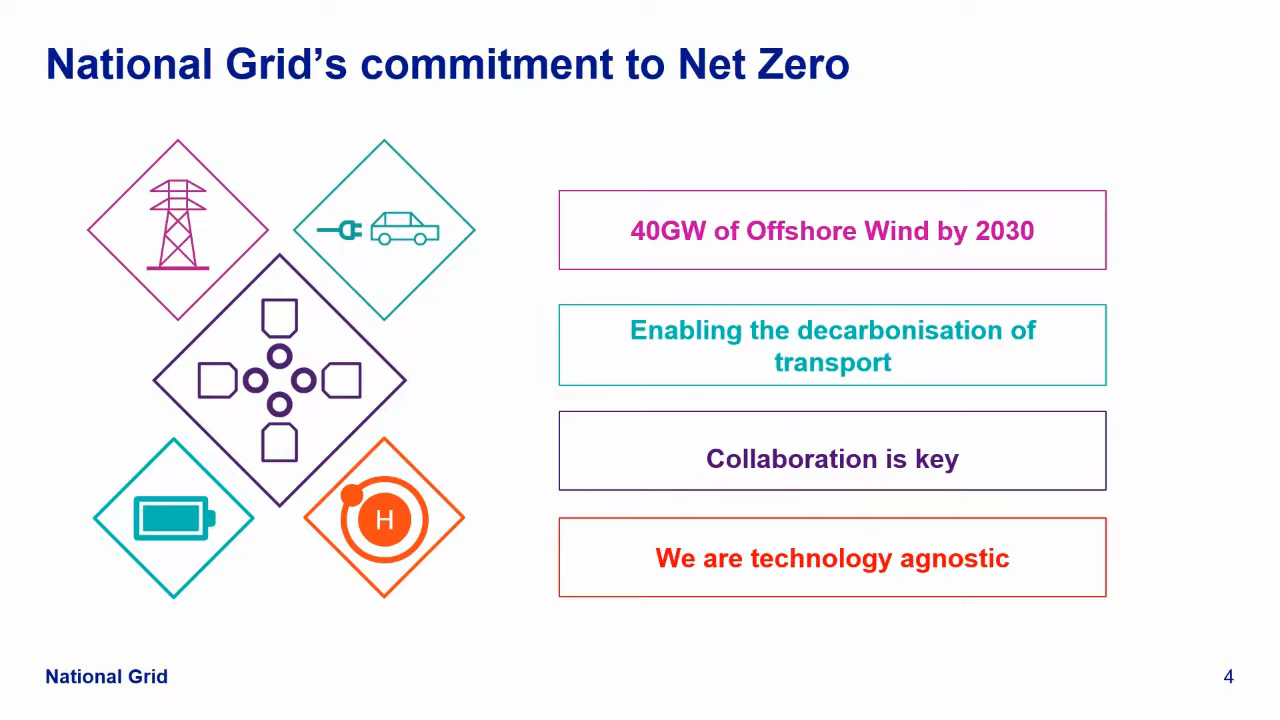 National Grid’s commitment to Net Zero
40GW of Offshore Wind by 2030
Enabling the decarbonisation of
transport
Collaboration is key
H
We are technology agnostic
National Grid
4